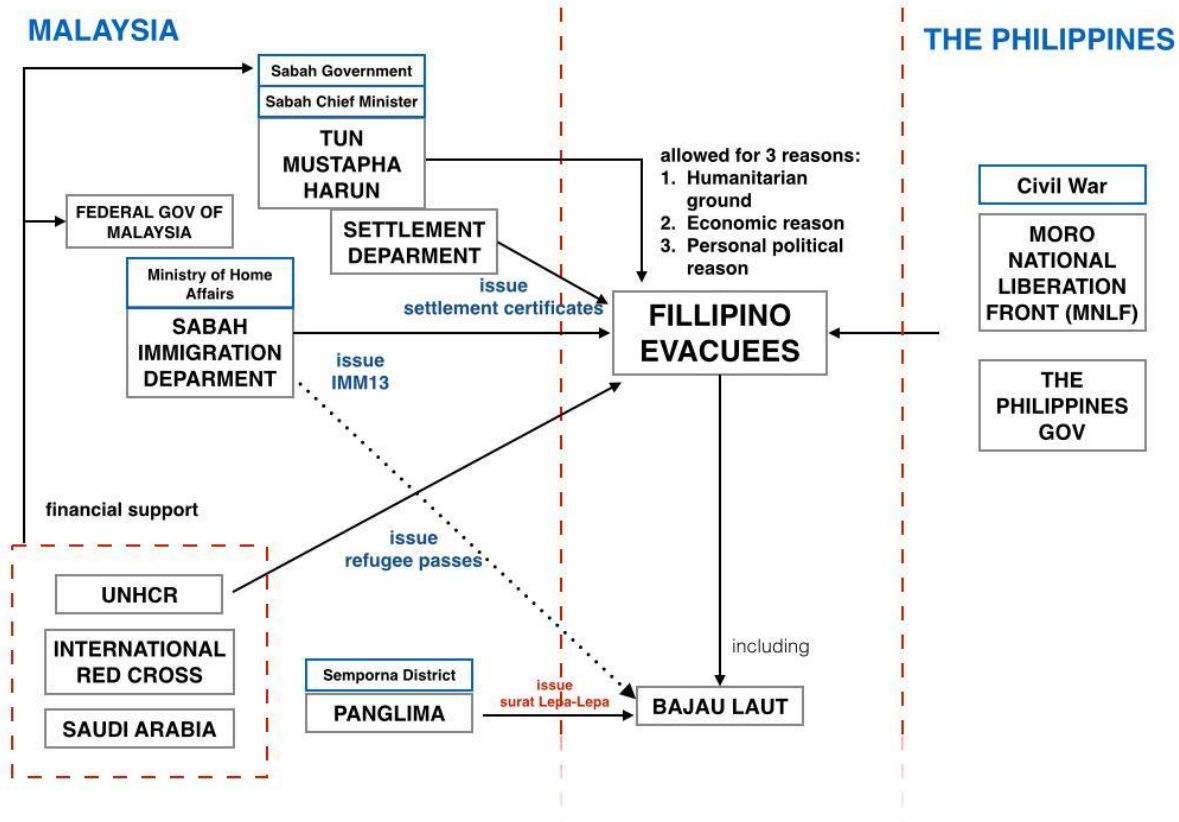 MALAYSIA
THE PHILIPPINES
Sabah Government
Sabah Chief Minister
TUN
MUSTAPHA
HARUN
SETTLEMENT
DEPARMENT
FEDERAL GOV OF
MALAYSIA
Ministry of Home
Affairs
SABAH
IMMIGRATION
DEPARMENT
issue
settlement certificates
issue
IMM13
allowed for 3 reasons:
1. Humanitarian
ground
2. Economic reason
3. Personal political
reason
FILLIPINO
EVACUEES
Civil War
MORO
NATIONAL
LIBERATION
FRONT (MNLF)
THE
PHILIPPINES
GOV
financial support
issue
refugee passes
UNHCR
INTERNATIONAL
RED CROSS
SAUDI ARABIA
Semporna District
PANGLIMA
issue
surat Lepa-Lepa
including
BAJAU LAUT